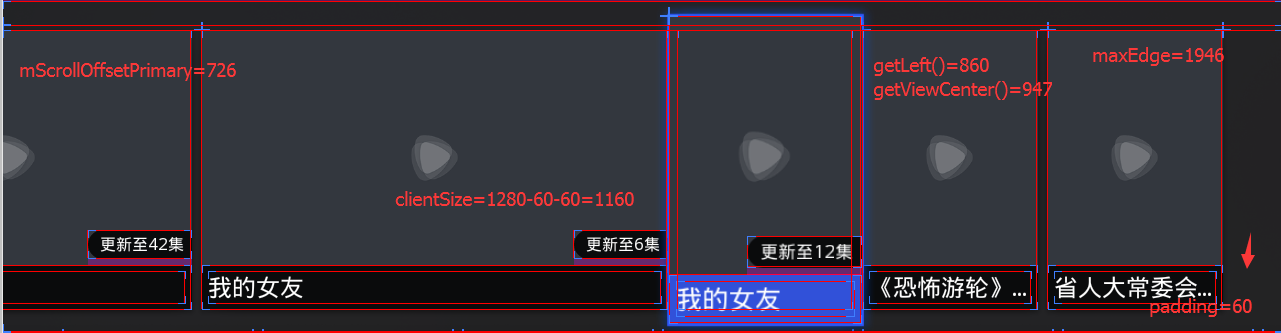 mScrollOffsetPrimary=726
getLeft()=860
getViewCenter()=947
maxEdge=1946
clientSize=1280-60-60=1160
更新至42集
更新至6集
更新至12集
我的女友
我的女友
《恐怖游轮》...
省人大常委会...
padding=60